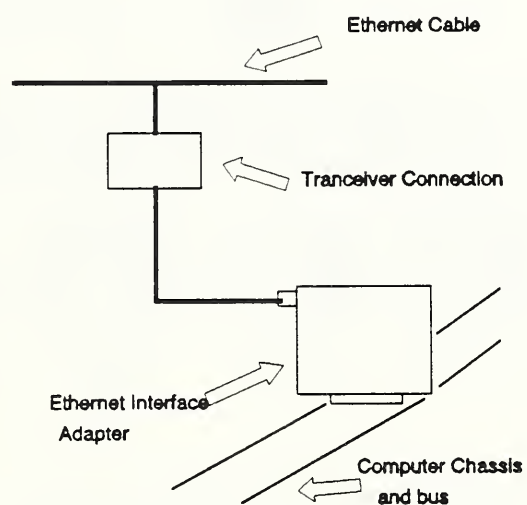 Ethernet Cable
Tranceiver Connection
Ethernet Interface
Adapter
Computer Chassis
and bus